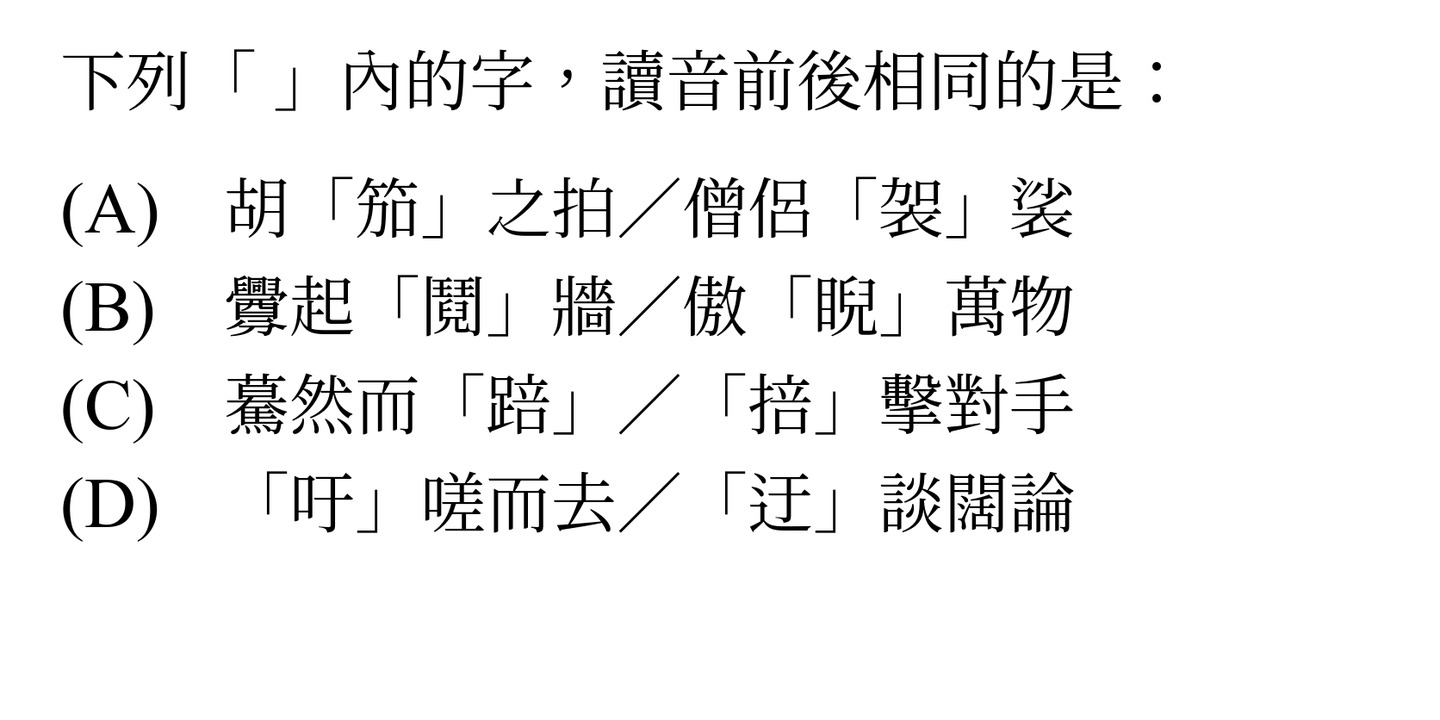 下列「 」內的字，讀音前後相同的是：
(A) 胡「笳」之拍／僧侶「袈」裟
(B) 釁起「鬩」牆／傲「睨」萬物
(C) 驀然而「踣」／「掊」擊對手
(D) 「吁」嗟而去／「迂」談闊論